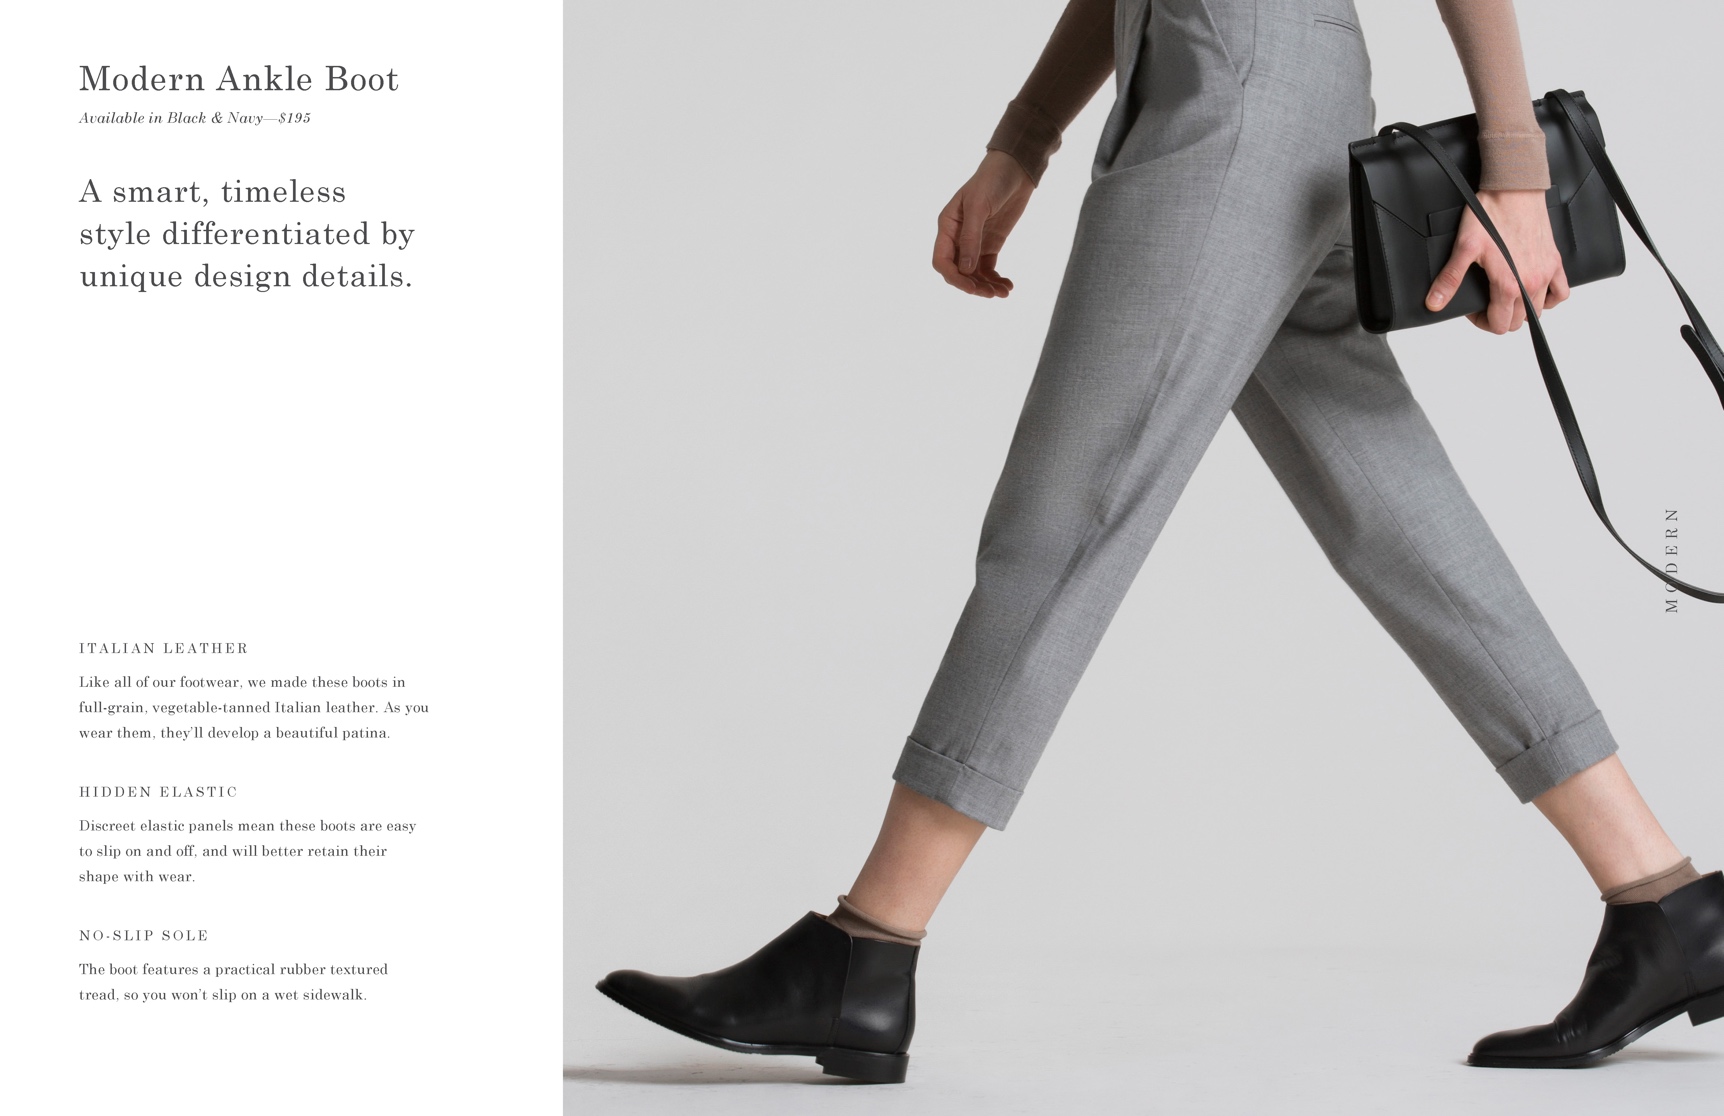 Modern Ankle Boot
Available in Black & Navy—$195
A smart, timeless
style differentiated by
unique design details.
ITALIAN LEATHER
Like all of our footwear, we made these boots in
full-grain, vegetable-tanned Italian leather. As you
wear them, they’ll develop a beautiful patina.
HIDDEN ELASTIC
Discreet elastic panels mean these boots are easy
to slip on and off, and will better retain their
shape with wear.
NO-SLIP SOLE
The boot features a practical rubber textured
tread, so you won’t slip on a wet sidewalk.
MODERN